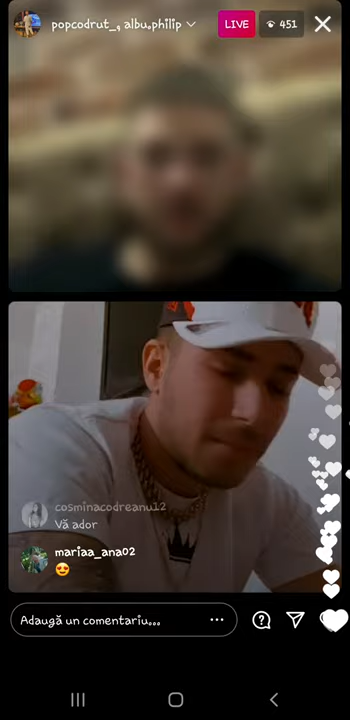 popcodrut_, albu.philip
LIVE
451
cosminacodreanu12
Vă ador
mariaa_ana02
Adaugă un comentariu...